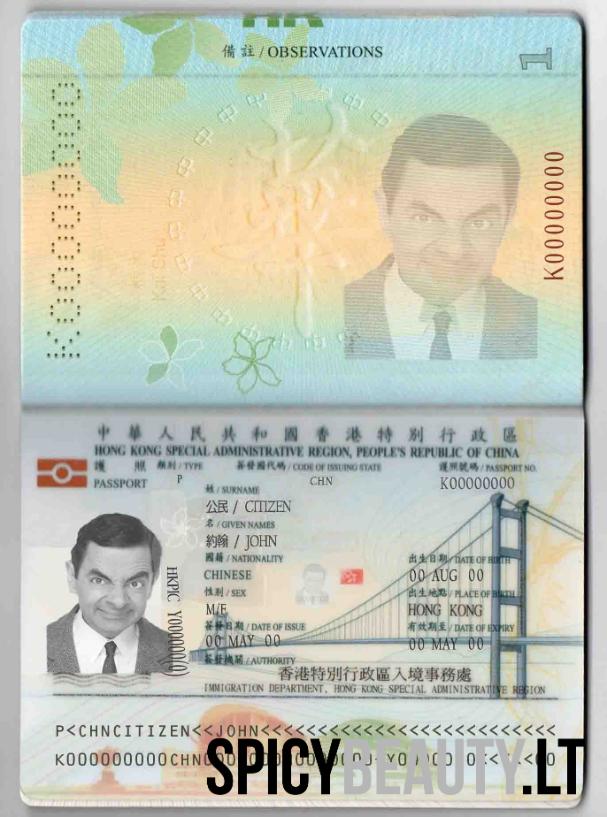 備註 / OBSERVATIONS
1
K00000000
K00000000
中華人民共和國香港特別行政區
HONG KONG SPECIAL ADMINISTRATIVE REGION, PEOPLE'S REPUBLIC OF CHINA
護照 類別 / TYPE 簽發國代碼 / CODE OF ISSUING STATE 護照號碼 / PASSPORT NO.
PASSPORT P CHN K00000000
姓 / SURNAME
公民 / CITIZEN
名 / GIVEN NAMES
約翰 / JOHN
國籍 / NATIONALITY 出生日期 / DATE OF BIRTH
CHINESE 00 AUG 00
性別 / SEX 出生地點 / PLACE OF BIRTH
M/F HONG KONG
簽發日期 / DATE OF ISSUE 有效期至 / DATE OF EXPIRY
00 MAY 00 00 MAY 00
簽發機關 / AUTHORITY
香港特別行政區入境事務處
IMMIGRATION DEPARTMENT, HONG KONG SPECIAL ADMINISTRATIVE REGION
P<CHNCITIZEN<<JOHN<<<<<<<<<<<<<<<<<<<<<<<<<<
SPICYBEAUTY.LT